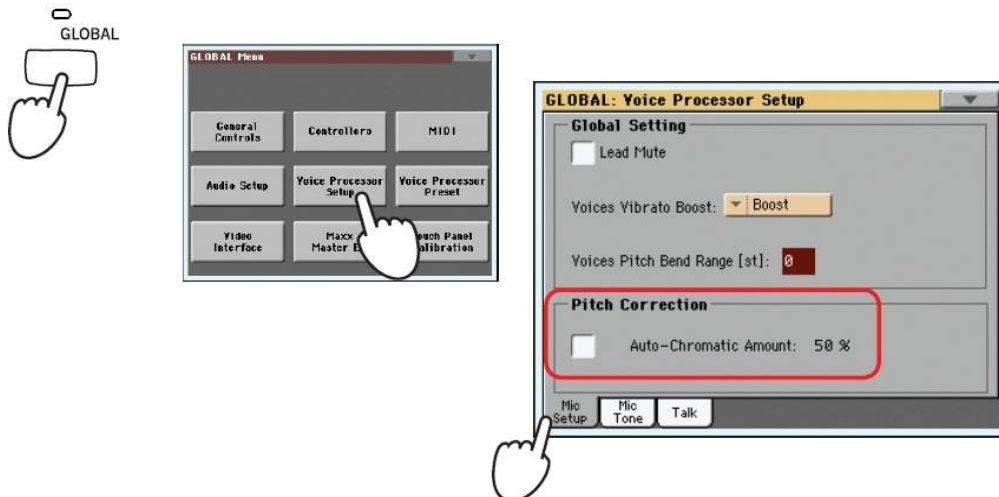 GLOBAL
GLOBAL Menu
General
Controls
Controllers
MIDI
Audio Setup
Voice Processor
Setup
Voice Processor
Preset
Video
Interface
Maxx
Master
ouch Panel
alibration
GLOBAL: Voice Processor Setup
Global Setting
Lead Mute
Voices Vibrato Boost: Boost
Voices Pitch Bend Range [st]: 0
Pitch Correction
Auto-Chromatic Amount: 50 %
Mic
Setup
Mic
Tone
Talk